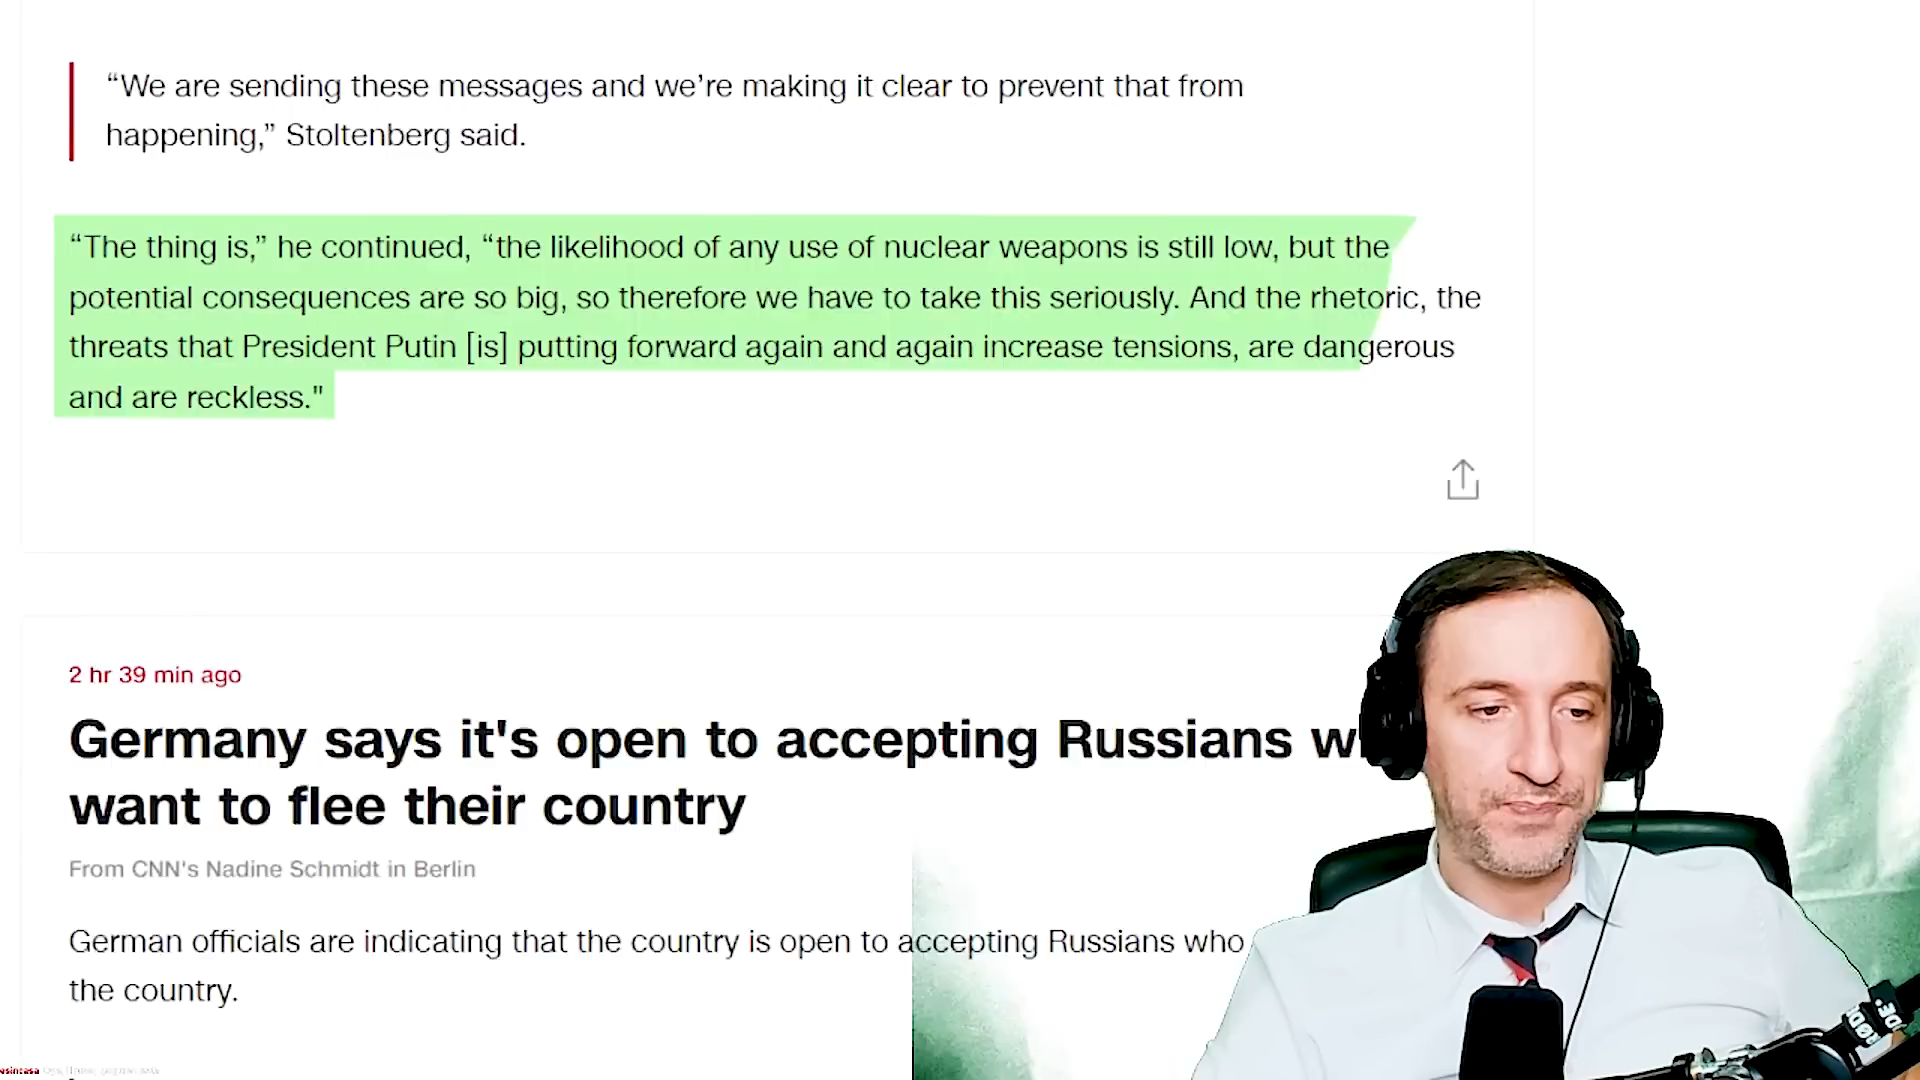 “We are sending these messages and we’re making it clear to prevent that from
happening,” Stoltenberg said.
“The thing is,” he continued, “the likelihood of any use of nuclear weapons is still low, but the
potential consequences are so big, so therefore we have to take this seriously. And the rhetoric, the
threats that President Putin [is] putting forward again and again increase tensions, are dangerous
and are reckless."
2 hr 39 min ago
Germany says it's open to accepting Russians
want to flee their country
From CNN's Nadine Schmidt in Berlin
German officials are indicating that the country is open to accepting Russians who
the country.